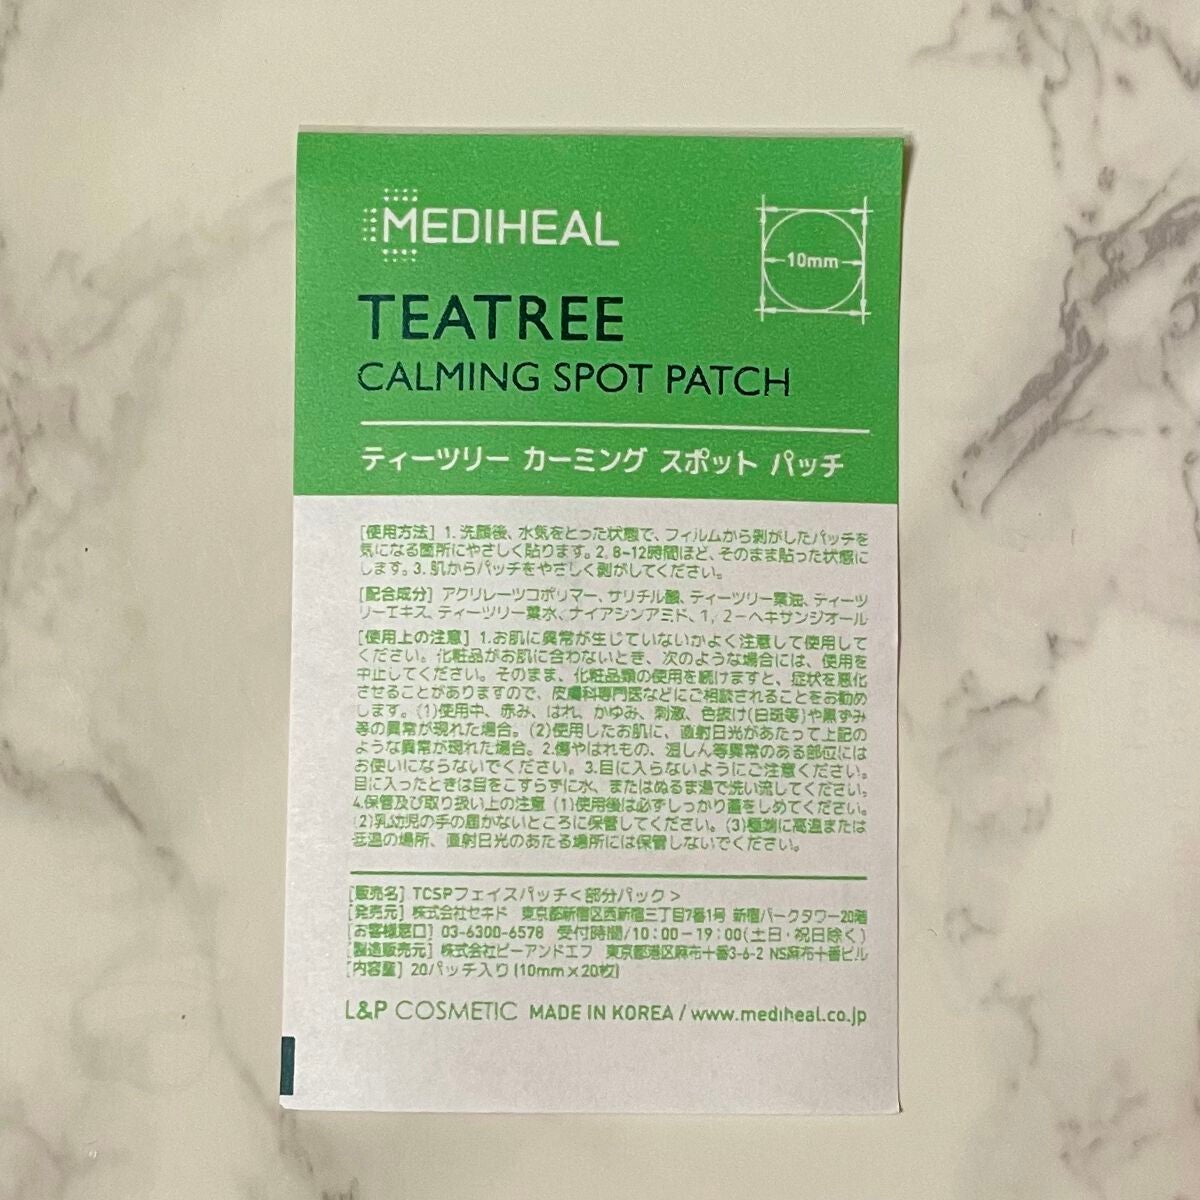 MEDIHEAL
10mm
TEATREE
CALMING SPOT PATCH
ティーツリー カーミング スポット パッチ
[使用方法] 1. 洗顔後、水気をとった状態で、フィルムから剥がしたパッチを
気になる箇所にやさしく貼ります。2. 8~12時間ほど、そのまま貼った状態に
します。3. 肌からパッチをやさしく剥がしてください。
[配合成分] アクリレーツコポリマー、サリチル酸、ティーツリー葉油、ティーツ
リーエキス、ティーツリー葉水、ナイアシンアミド、1，2－ヘキサンジオール
[使用上の注意] 1.お肌に異常が生じていないかよく注意して使用して
ください。化粧品がお肌に合わないとき、次のような場合には、使用を
中止してください。そのまま、化粧品類の使用を続けますと、症状を悪化
させることがありますので、皮膚科専門医などにご相談されることをお勧め
します。(1)使用中、赤み、はれ、かゆみ、刺激、色抜け(白斑等)や黒ずみ
等の異常が現れた場合。(2)使用したお肌に、直射日光があたって上記の
ような異常が現れた場合。2.傷やはれもの、湿しん等異常のある部位には
お使いにならないでください。3.目に入らないようにご注意ください。
目に入ったときは目をこすらずに水、またはぬるま湯で洗い流してください。
4.保管及び取り扱い上の注意 (1)使用後は必ずしっかり蓋をしめてください。
(2)乳幼児の手の届かないところに保管してください。(3)極端に高温または
低温の場所、直射日光のあたる場所には保管しないでください。
[販売名] TCSPフェイスパッチ＜部分パック＞
[発売元] 株式会社セキド 東京都新宿区西新宿三丁目7番1号 新宿パークタワー20階
[お客様窓口] 03-6300-6578 受付時間/10:00－19:00(土日・祝日除く)
[製造販売元] 株式会社ピーアンドエフ 東京都港区麻布十番3-6-2 NS麻布十番ビル
[内容量] 20パッチ入り (10mm×20枚)
L&P COSMETIC MADE IN KOREA / www.mediheal.co.jp